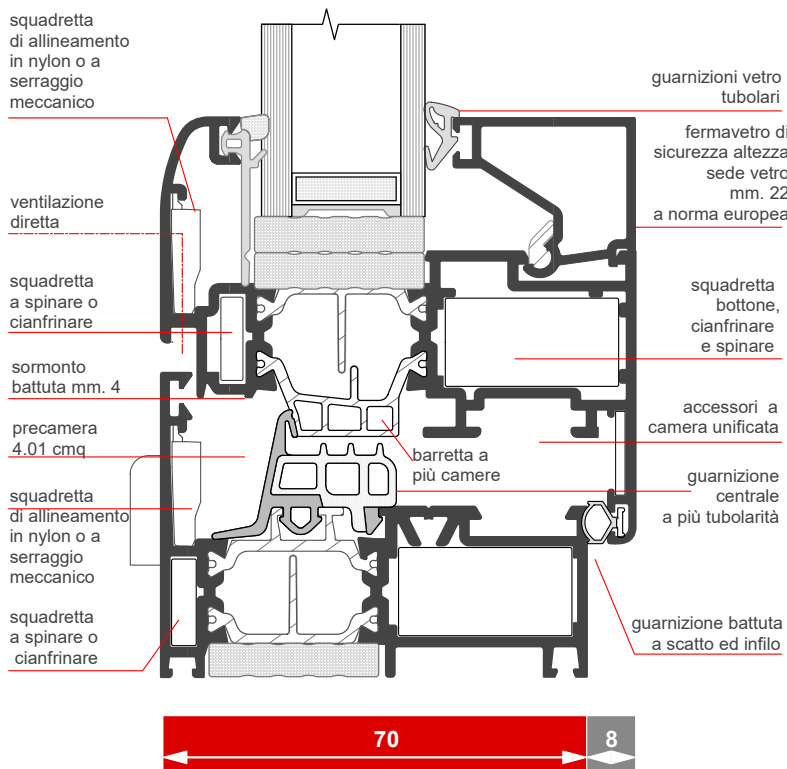 squadretta
di allineamento
in nylon o a
serraggio
meccanico
ventilazione
diretta
squadretta
a spinare o
cianfrinare
sormonto
battuta mm. 4
precamera
4.01 cmq
squadretta
di allineamento
in nylon o a
serraggio
meccanico
squadretta
a spinare o
cianfrinare
barretta a
più camere
guarnizioni vetro
tubolari
fermavetro di
sicurezza altezza
sede vetro
mm. 22
a norma europea
squadretta
bottone,
cianfrinare
e spinare
accessori a
camera unificata
guarnizione
centrale
a più tubolarità
guarnizione battuta
a scatto ed infilo
70
8